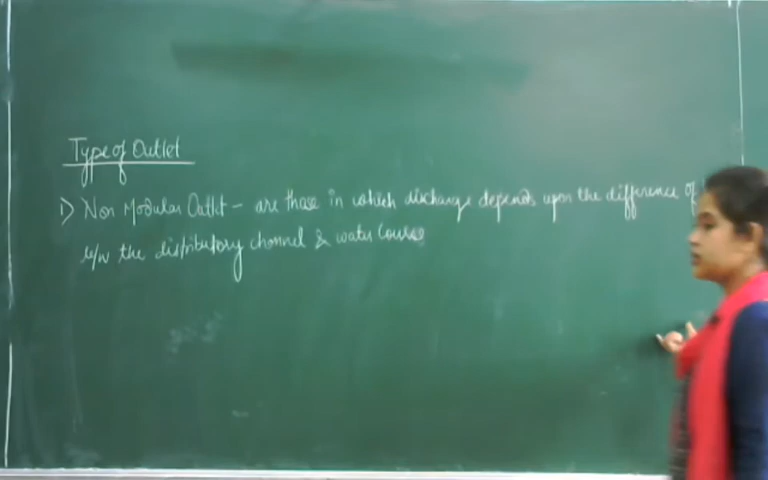 Type of Outlet
1) Non Modular Outlet - are those in which discharge depends upon the difference of
b/w the distributory channel & water Course